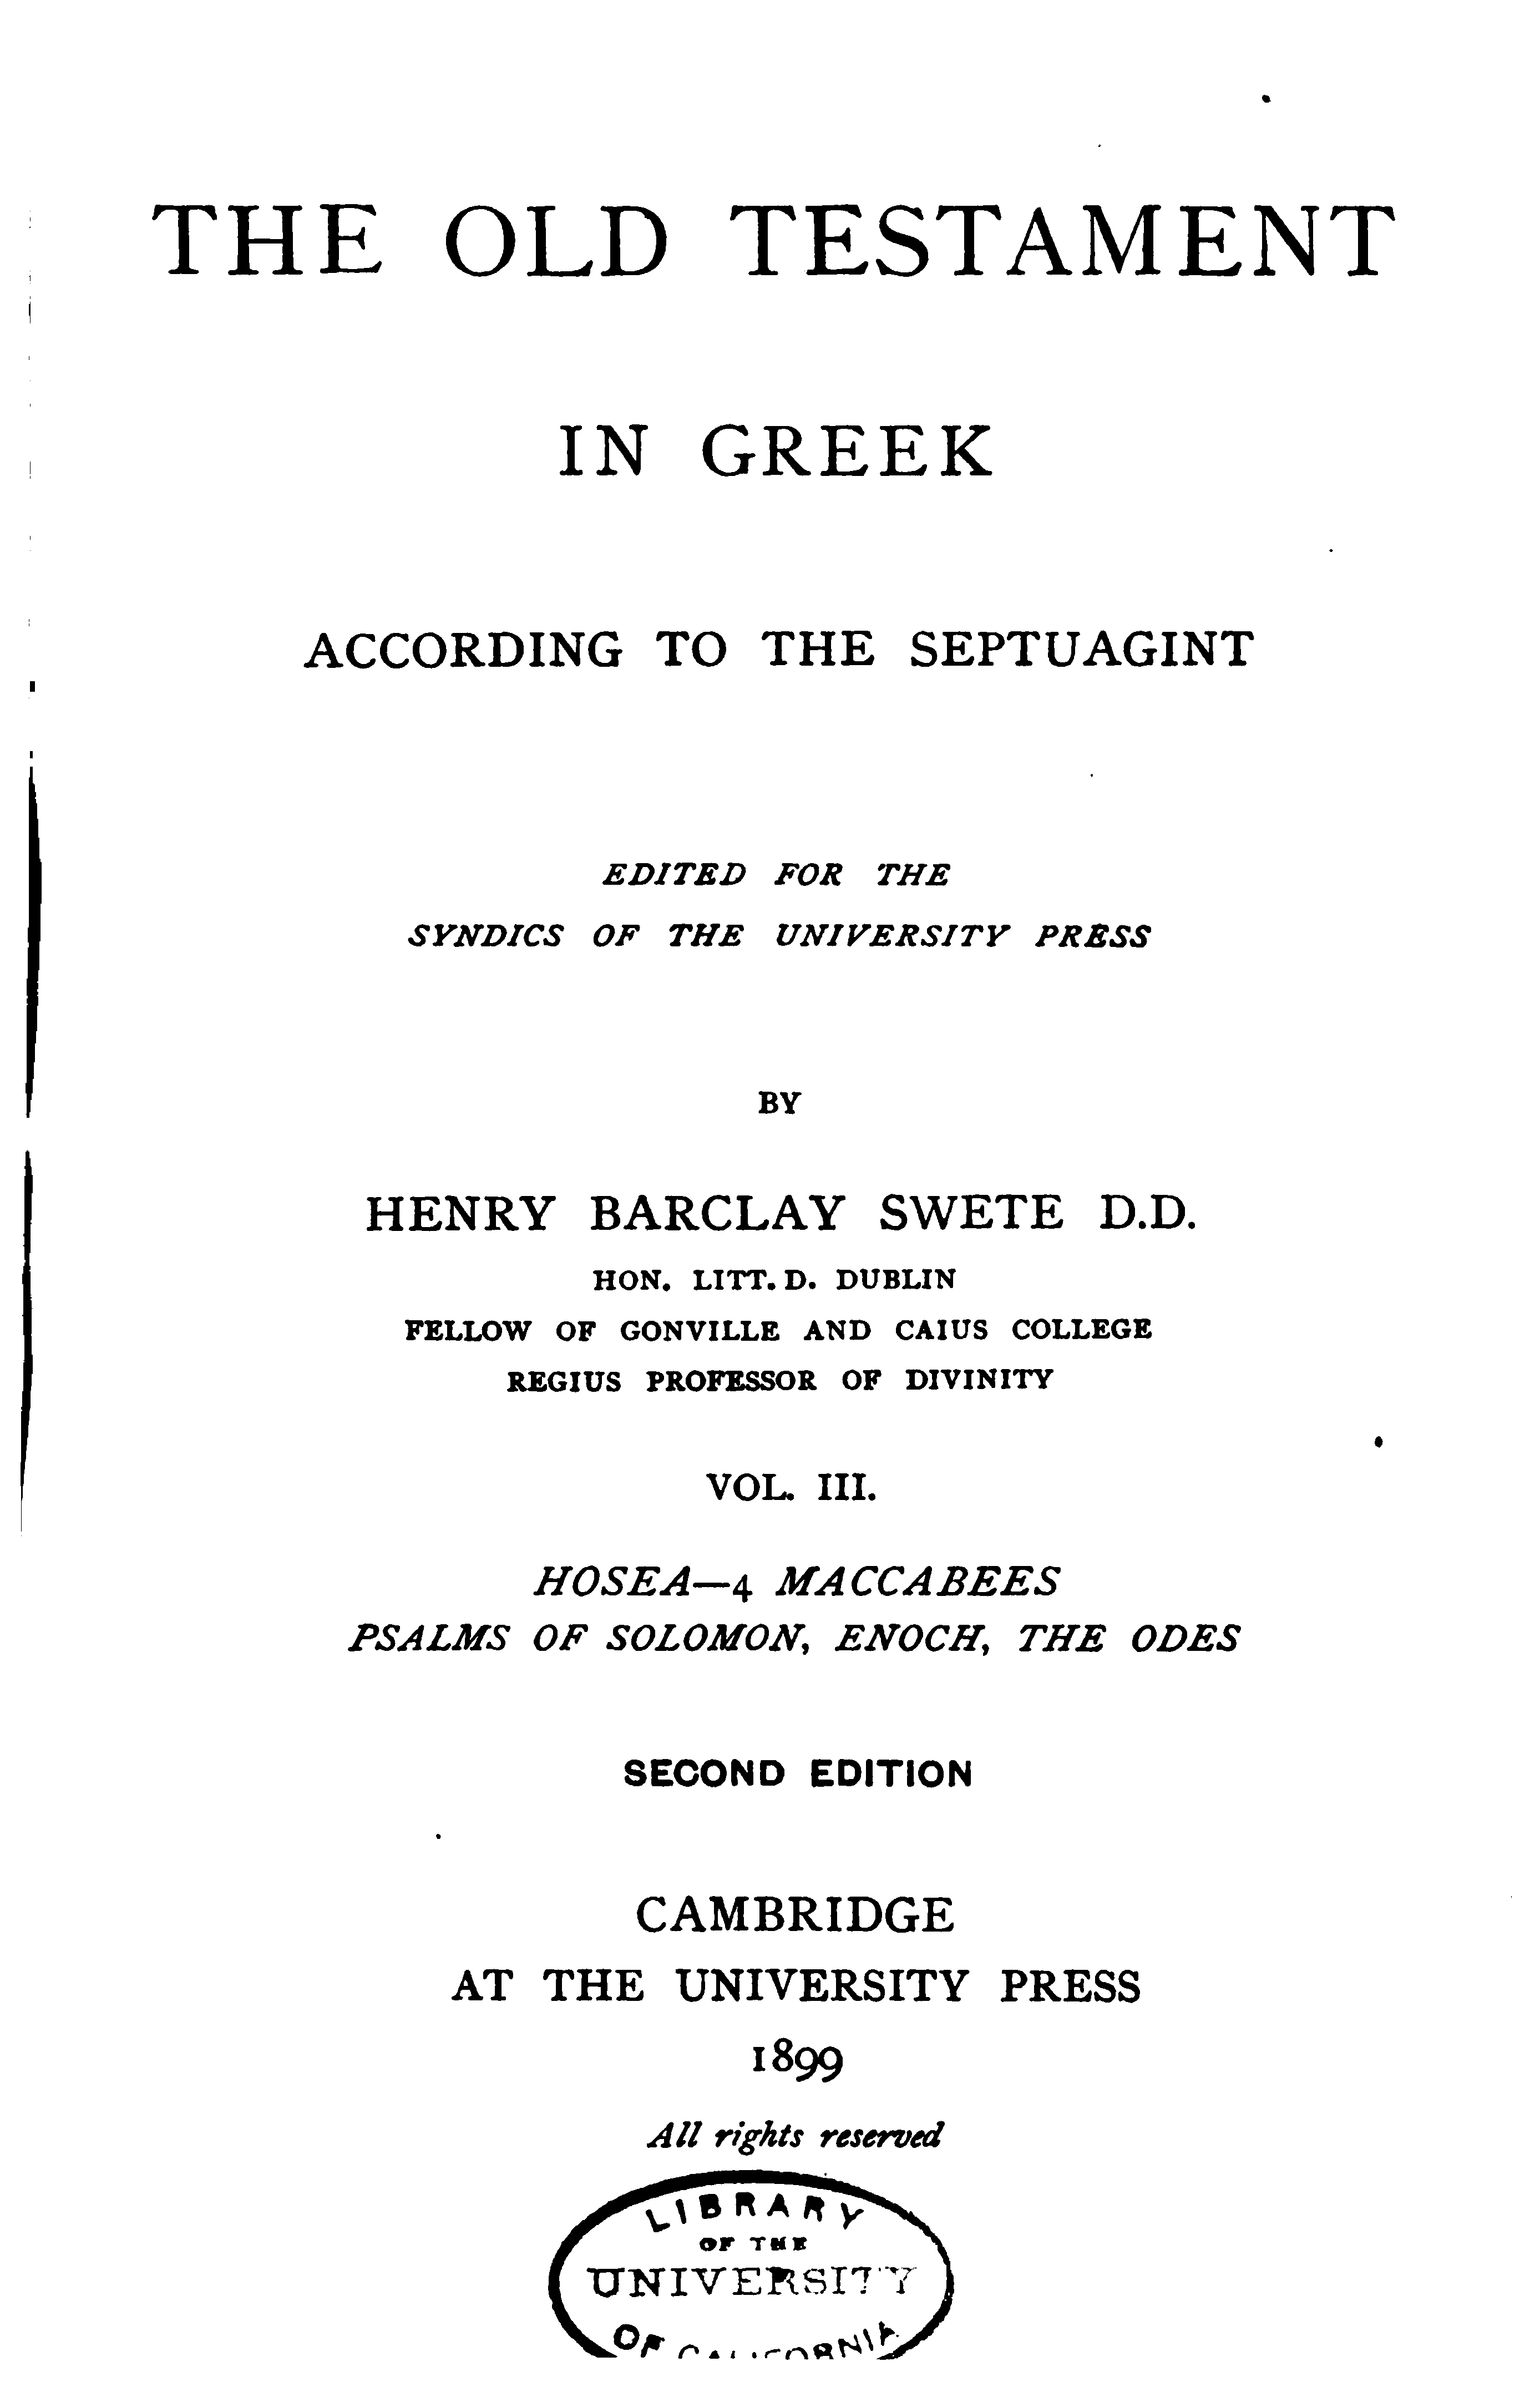 THE OLD TESTAMENT
IN GREEK
ACCORDING TO THE SEPTUAGINT
EDITED FOR THE
SYNDICS OF THE UNIVERSITY PRESS
BY
HENRY BARCLAY SWETE D.D.
HON. LITT. D. DUBLIN
FELLOW OF GONVILLE AND CAIUS COLLEGE
REGIUS PROFESSOR OF DIVINITY
VOL. III.
HOSEA—4 MACCABEES
PSALMS OF SOLOMON, ENOCH, THE ODES
SECOND EDITION
CAMBRIDGE
AT THE UNIVERSITY PRESS
1899
All rights reserved
LIBRARY
OF THE
UNIVERSITY
OF CALIFORNIA